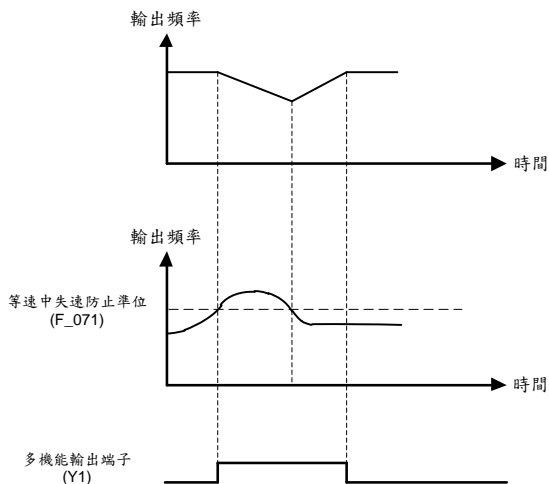 輸出頻率
時間
輸出頻率
等速中失速防止準位
(F_071)
時間
多機能輸出端子
(Y1)